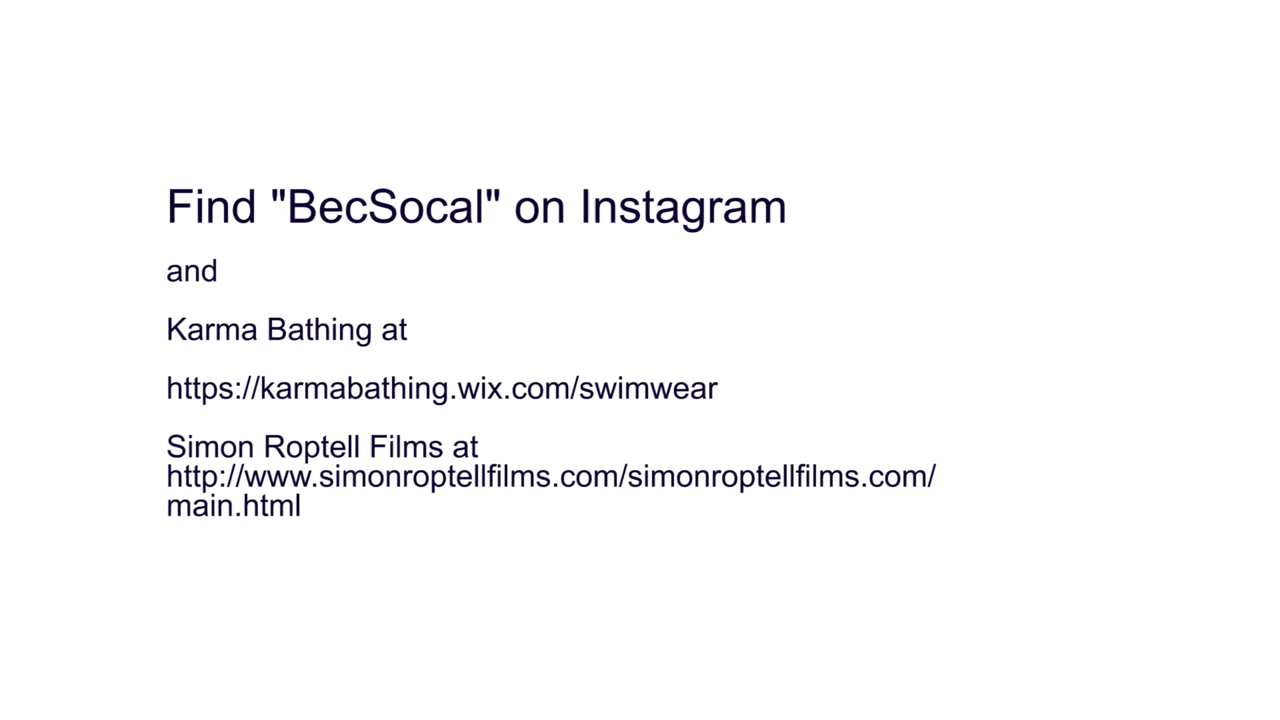 Find "BecSocal" on Instagram
and
Karma Bathing at
https://karmabathing.wix.com/swimwear
Simon Roptell Films at
http://www.simonroptellfilms.com/simonroptellfilms.com/
main.html